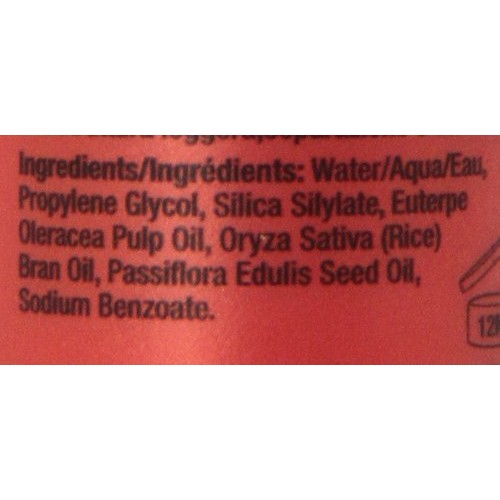 Ingredients/Ingrédients: Water/Aqua/Eau,
Propylene Glycol, Silica Silylate, Euterpe
Oleracea Pulp Oil, Oryza Sativa (Rice)
Bran Oil, Passiflora Edulis Seed Oil,
Sodium Benzoate.